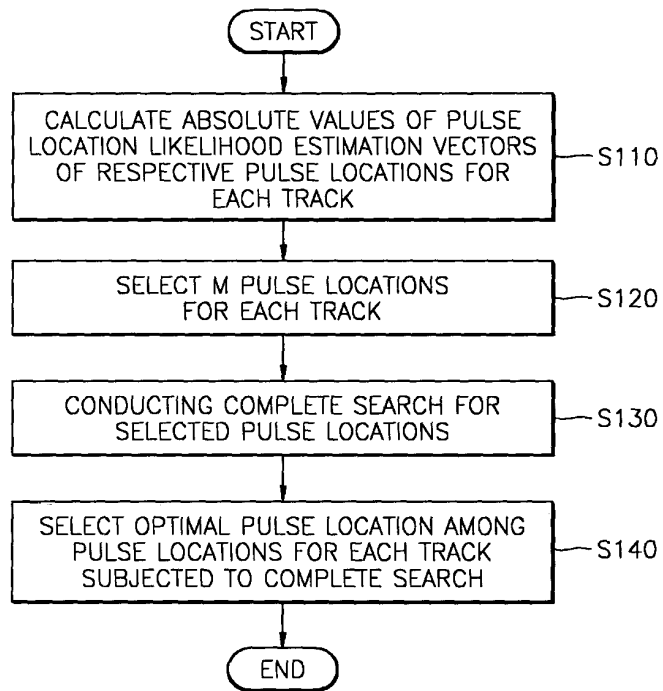 START
CALCULATE ABSOLUTE VALUES OF PULSE
LOCATION LIKELIHOOD ESTIMATION VECTORS
OF RESPECTIVE PULSE LOCATIONS FOR
EACH TRACK
S110
SELECT M PULSE LOCATIONS
FOR EACH TRACK
S120
CONDUCTING COMPLETE SEARCH FOR
SELECTED PULSE LOCATIONS
S130
SELECT OPTIMAL PULSE LOCATION AMONG
PULSE LOCATIONS FOR EACH TRACK
SUBJECTED TO COMPLETE SEARCH
S140
END